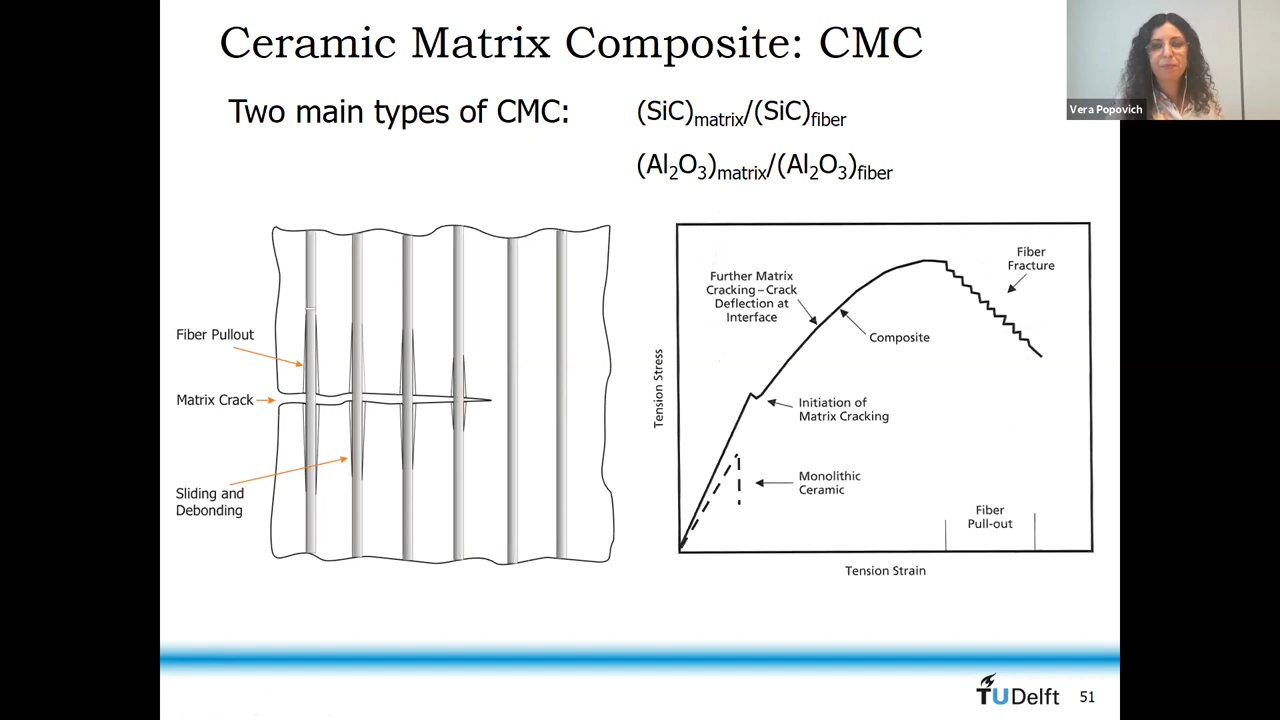 Ceramic Matrix Composite: CMC
Vera Popovich
Two main types of CMC:
(SiC)matrix/(SiC)fiber
(Al2O3)matrix/(Al2O3)fiber
Fiber Pullout
Matrix Crack
Sliding and
Debonding
Tension Stress
Further Matrix
Cracking – Crack
Deflection at
Interface
Fiber
Fracture
Composite
Initiation of
Matrix Cracking
Monolithic
Ceramic
Fiber
Pull-out
Tension Strain
TUDelft
51